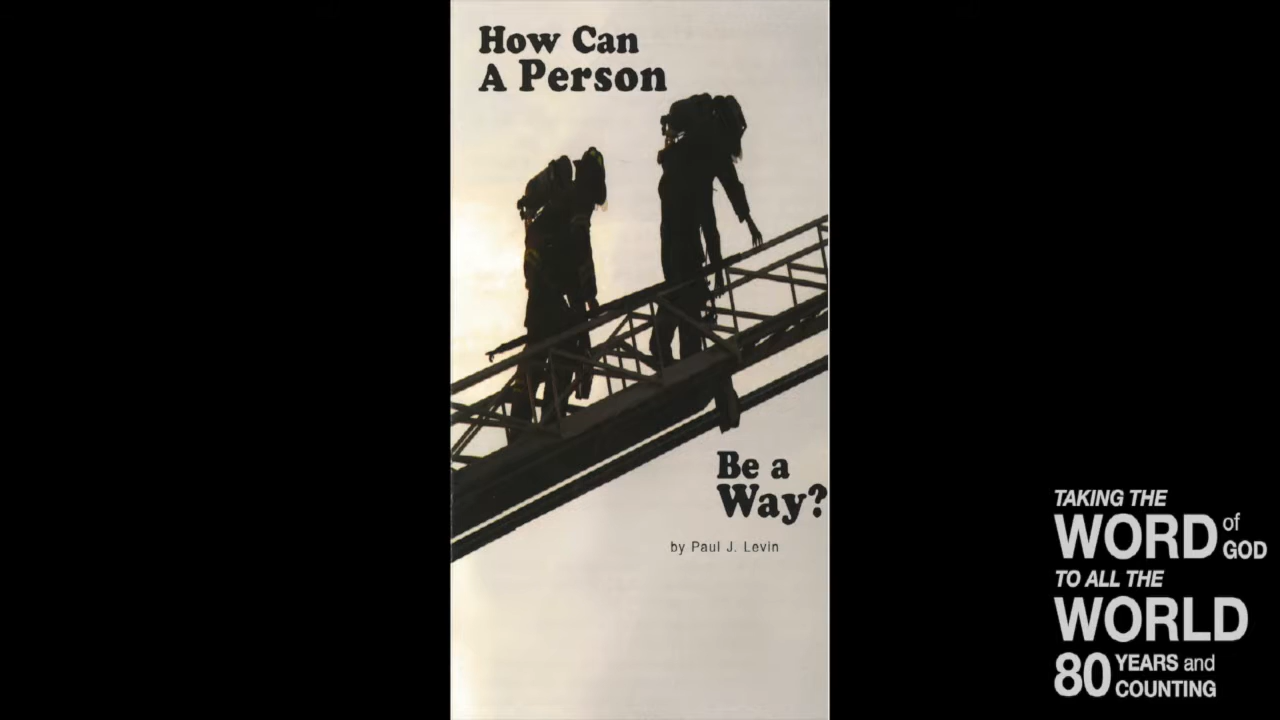 How Can
A Person
Be a
Way?
by Paul J. Levin
TAKING THE
WORD of
GOD
TO ALL THE
WORLD
80 YEARS and
COUNTING